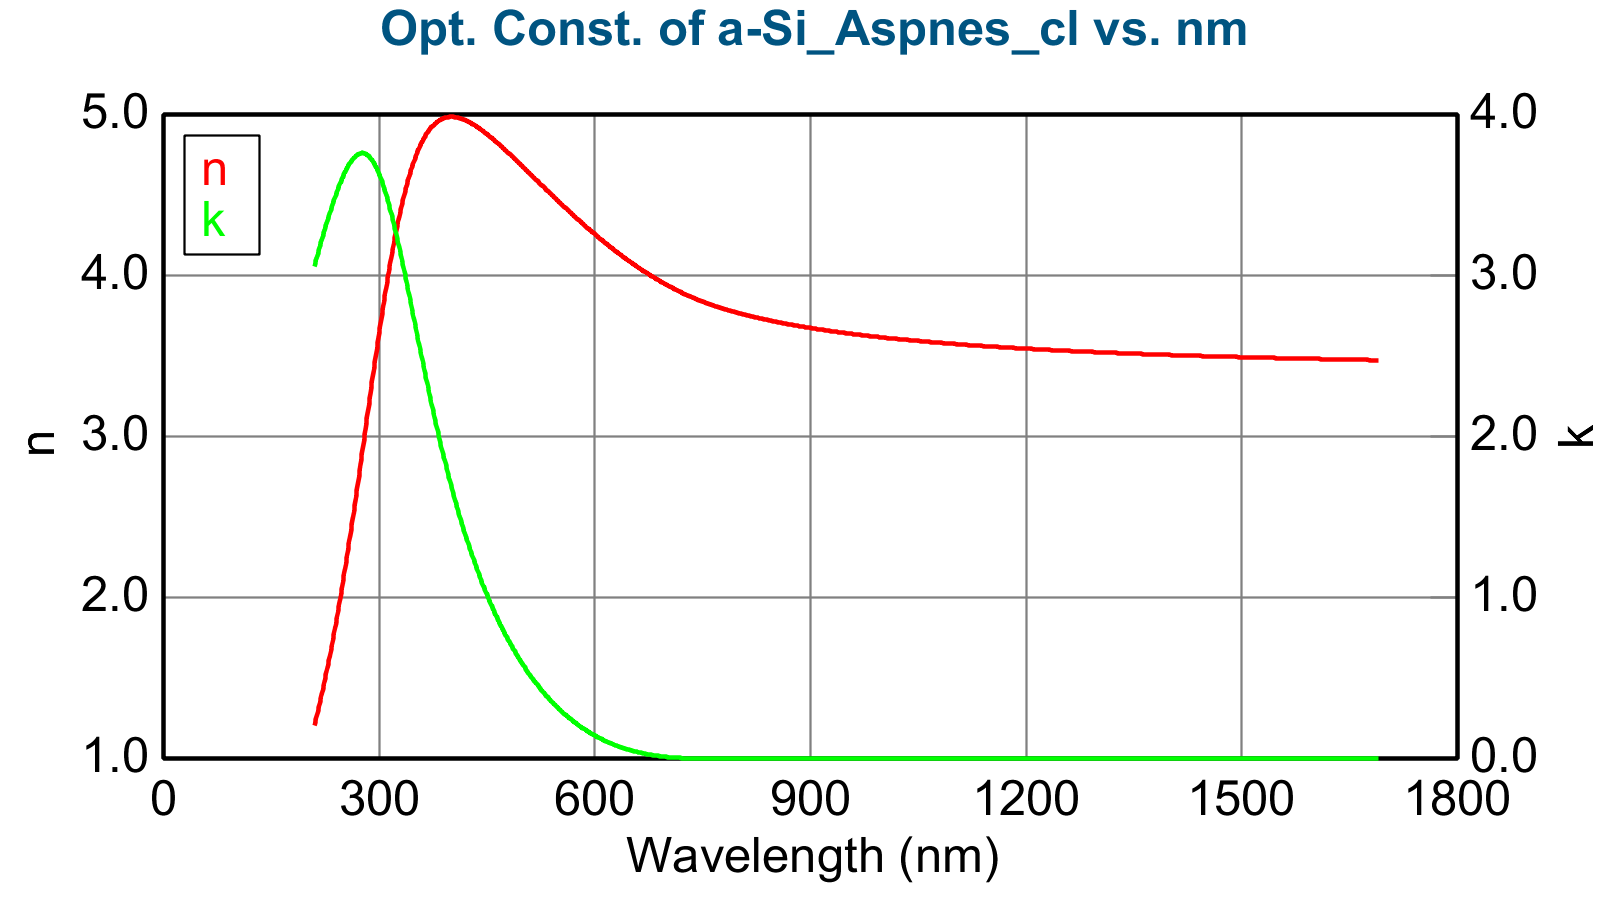 Opt. Const. of a-Si_Aspnes_cl vs. nm
5.0 4.0
n
k
4.0 3.0
n 3.0 2.0 k
2.0 1.0
1.0 0.0
0 300 600 900 1200 1500 1800
Wavelength (nm)